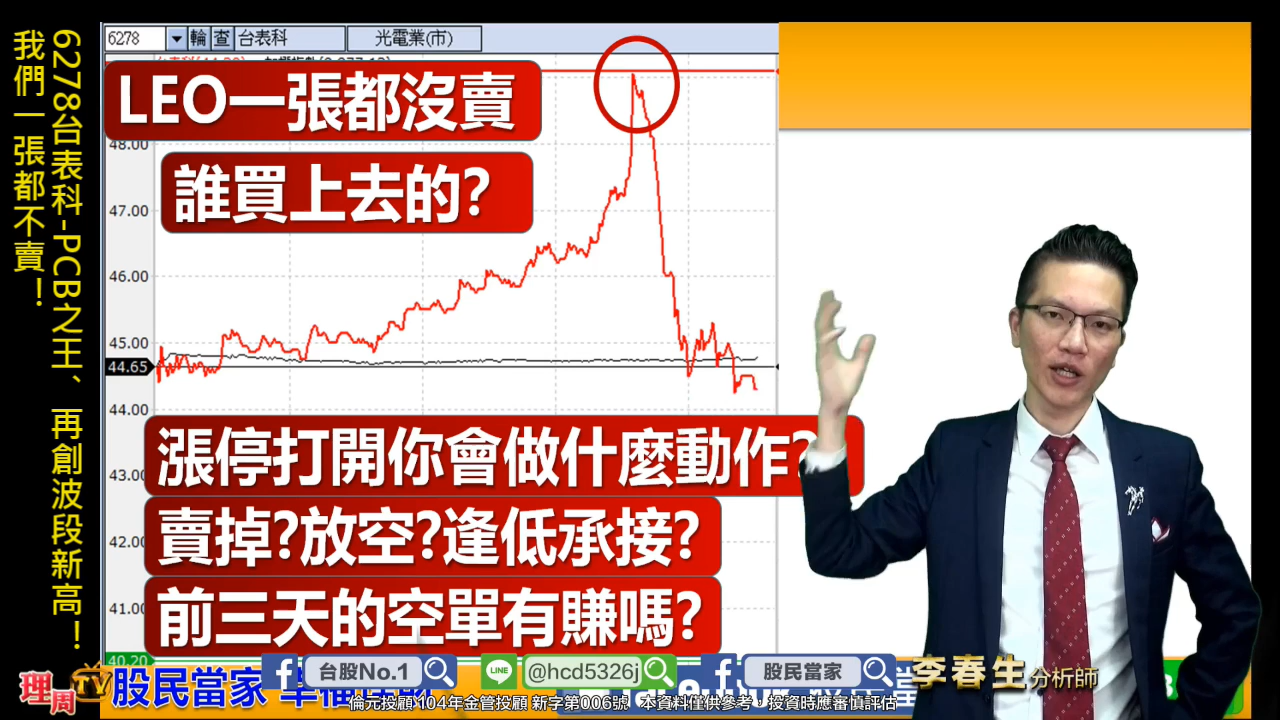 6278台表科-PCB之王、再創波段新高！
我們一張都不賣！
6278 輪 查 台表科 光電業(市)
LEO一張都沒賣
誰買上去的?
48.00
47.00
46.00
45.00
44.65
44.00
43.00
42.00
41.00
40.20
漲停打開你會做什麼動作?
賣掉?放空?逢低承接?
前三天的空單有賺嗎?
理周TV
股民當家
台股No.1
@hcd5326j
股民當家
李春生分析師
倫元投顧 104年金管投顧 新字第006號 本資料僅供參考，投資時應審慎評估